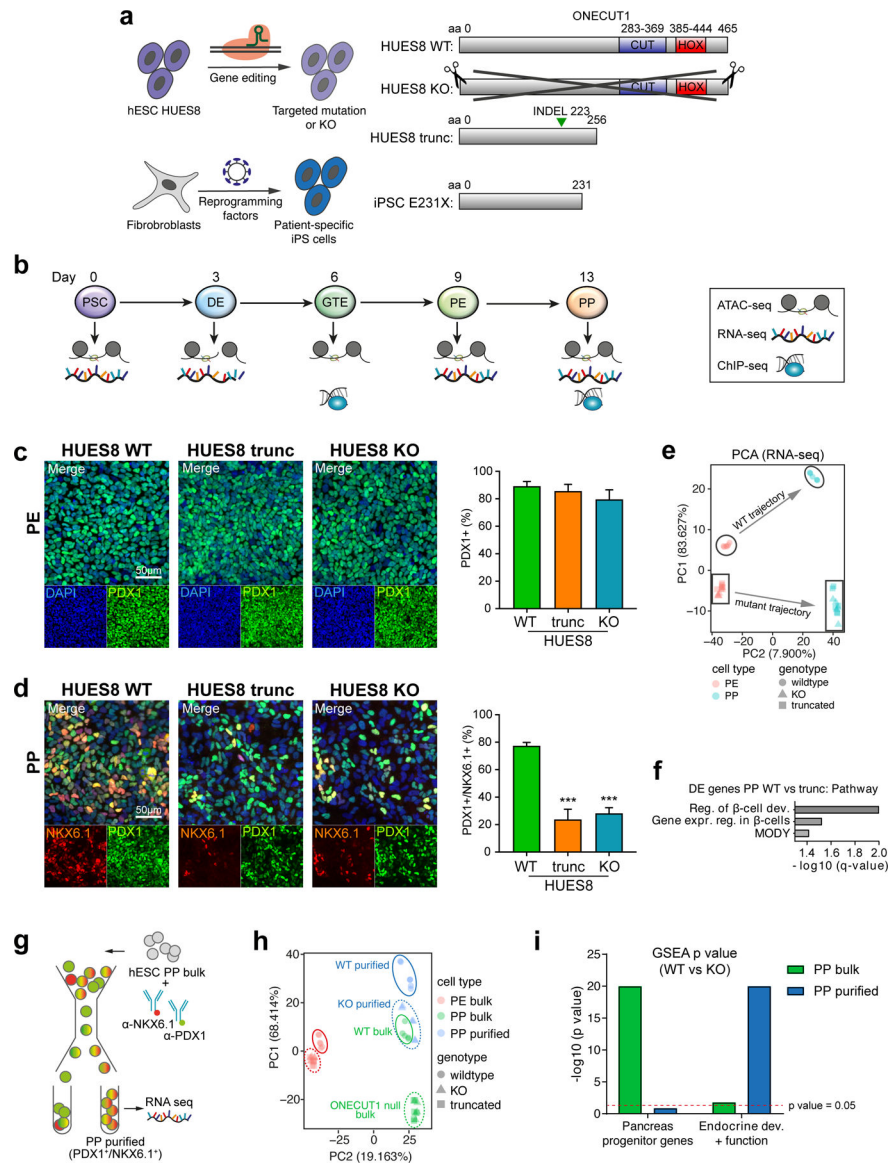 a
ONECUT1
aa 0 283-369 385-444 465
HUES8 WT:
CUT
HOX
Gene editing
hESC HUES8
Targeted mutation
or KO
HUES8 KO:
CUT
HOX
INDEL 223
aa 0 256
HUES8 trunc:
aa 0 231
iPSC E231X:
Reprogramming
factors
Fibrobroblasts
Patient-specific
iPS cells
b
Day 0 3 6 9 13
PSC DE GTE PE PP
ATAC-seq
RNA-seq
ChIP-seq
c
HUES8 WT HUES8 trunc HUES8 KO
PE
Merge Merge Merge
50μm
DAPI PDX1 DAPI PDX1 DAPI PDX1
PDX1+ (%)
100
80
60
40
20
0
WT trunc KO
HUES8
d
HUES8 WT HUES8 trunc HUES8 KO
PP
Merge Merge Merge
50μm
NKX6.1 PDX1 NKX6.1 PDX1 NKX6.1 PDX1
PDX1+/NKX6.1+ (%)
100
80
60
40
20
0
*** ***
WT trunc KO
HUES8
e
PCA (RNA-seq)
PC1 (83.627%)
20
10
0
−10
WT trajectory
mutant trajectory
−40 −20 0 20 40
PC2 (7.900%)
cell type
PE
PP
genotype
wildtype
KO
truncated
f
DE genes PP WT vs trunc: Pathway
Reg. of β-cell dev.
Gene expr. reg. in β-cells
MODY
1.4 1.6 1.8 2.0
- log10 (q-value)
g
hESC PP bulk
+
α-NKX6.1
α-PDX1
RNA seq
PP purified
(PDX1⁺/NKX6.1⁺)
h
PC1 (68.414%)
40
20
0
−20
WT purified
KO purified
WT bulk
ONECUT1 null
bulk
−25 0 25
PC2 (19.163%)
cell type
PE bulk
PP bulk
PP purified
genotype
wildtype
KO
truncated
i
GSEA p value
(WT vs KO)
PP bulk
PP purified
-log10 (p value)
20
15
10
5
0
p value = 0.05
Pancreas
progenitor genes
Endocrine dev.
+ function